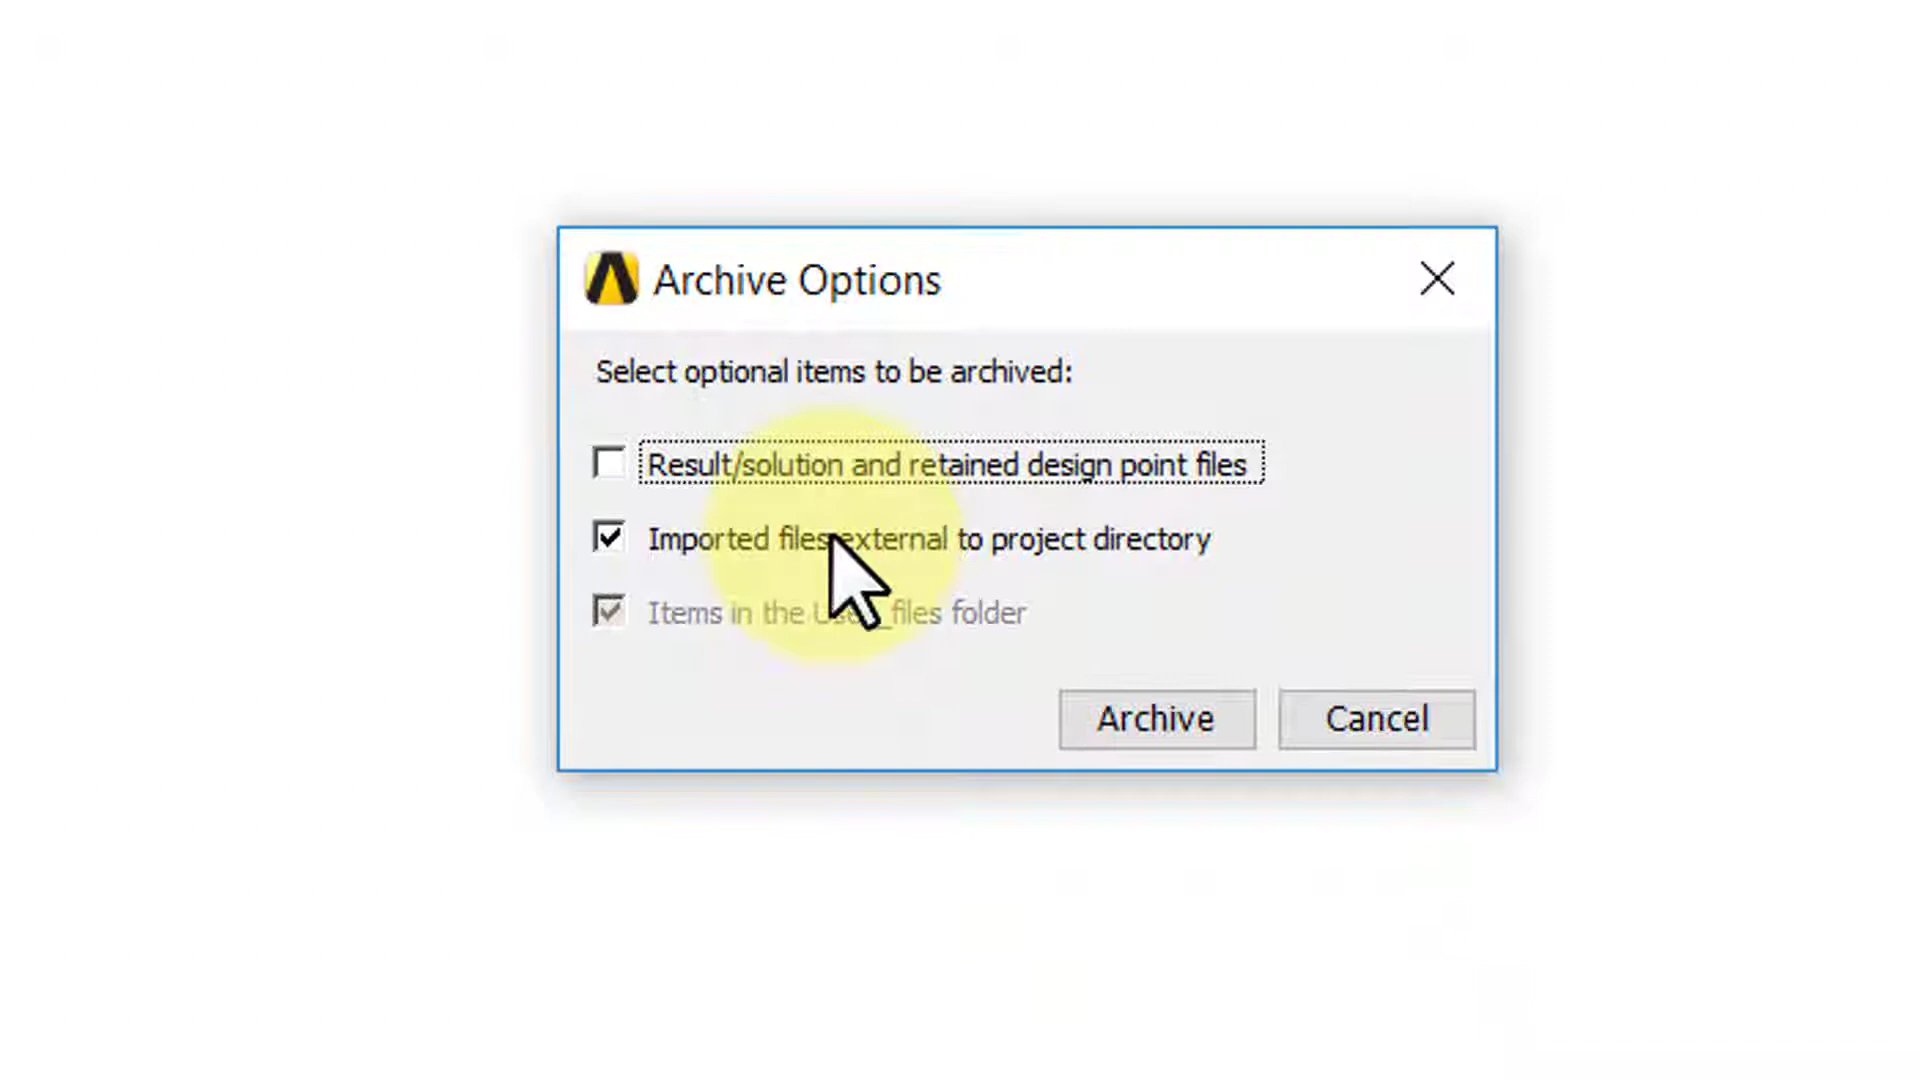 Archive Options
Select optional items to be archived:
Result/solution and retained design point files
Imported files external to project directory
Items in the files folder
Archive
Cancel